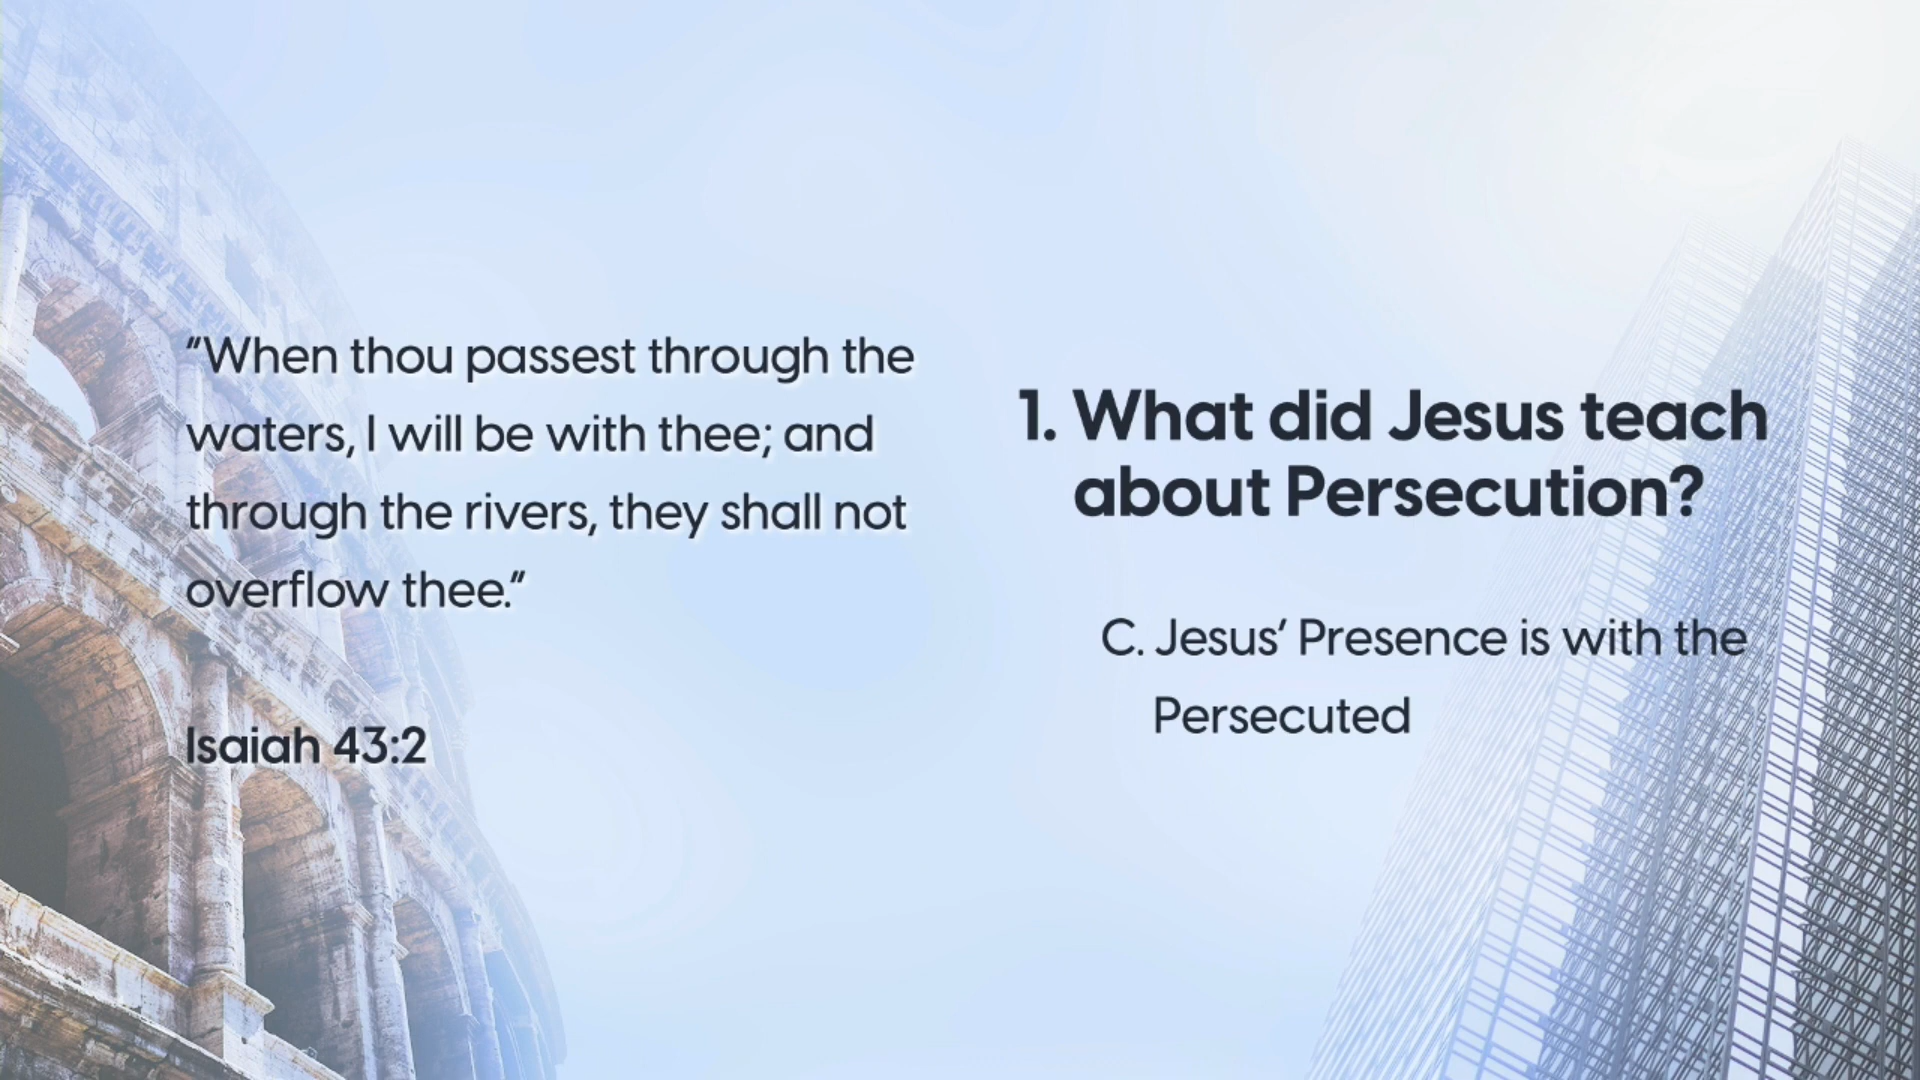 “When thou passest through the
waters, I will be with thee; and
through the rivers, they shall not
overflow thee.”
Isaiah 43:2
1. What did Jesus teach
about Persecution?
C. Jesus’ Presence is with the
Persecuted